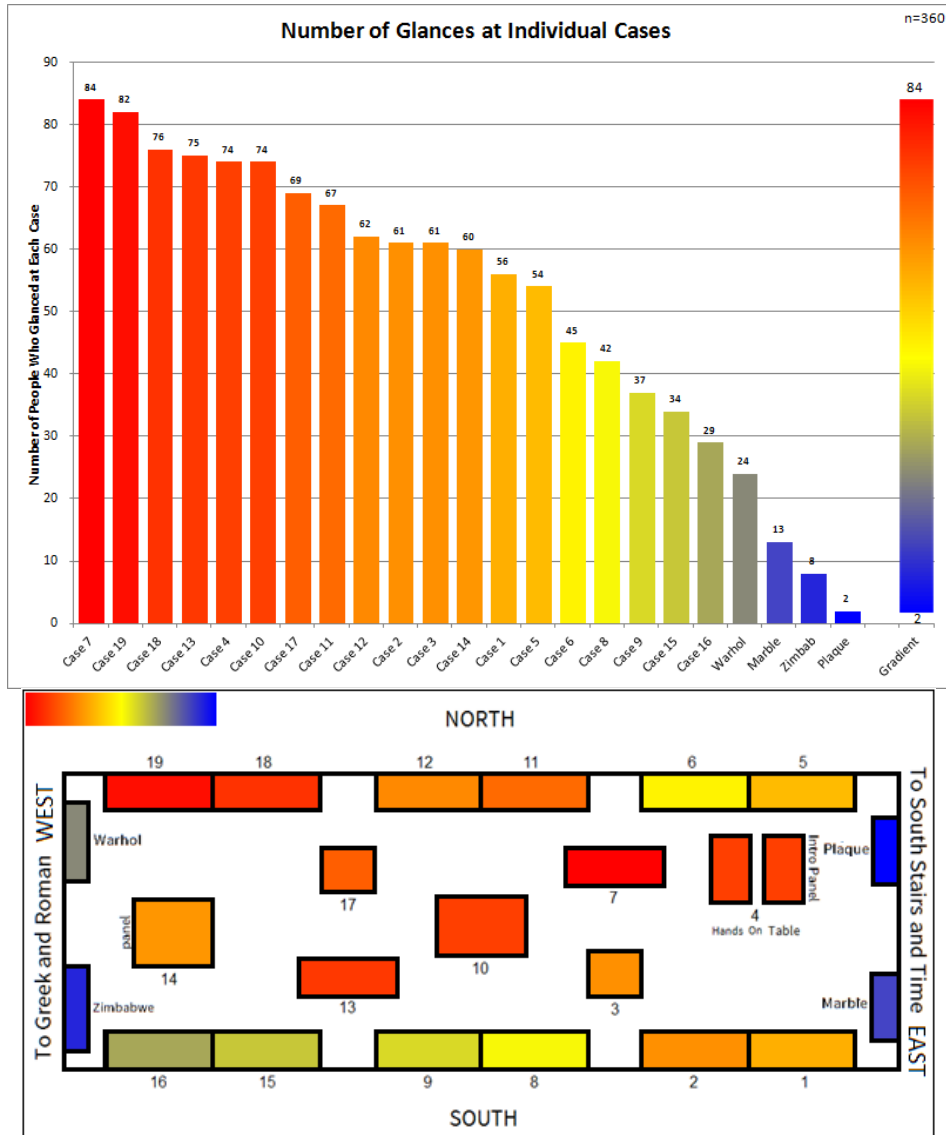 n=360
Number of Glances at Individual Cases
Number of People Who Glanced at Each Case
90
80
70
60
50
40
30
20
10
0
84
82
76
75
74
74
69
67
62
61
61
60
56
54
45
42
37
34
29
24
13
8
2
84
2
Case 7
Case 19
Case 18
Case 13
Case 4
Case 10
Case 17
Case 11
Case 12
Case 2
Case 3
Case 14
Case 1
Case 5
Case 6
Case 8
Case 9
Case 15
Case 16
Warhol
Marble
Zimbab
Plaque
Gradient
NORTH
19
18
12
11
6
5
To Greek and Roman WEST
Warhol
17
7
Intro Panel
Plaque
To South Stairs and Time EAST
4
Hands On Table
panel
14
10
13
3
Zimbabwe
Marble
16
15
9
8
2
1
SOUTH